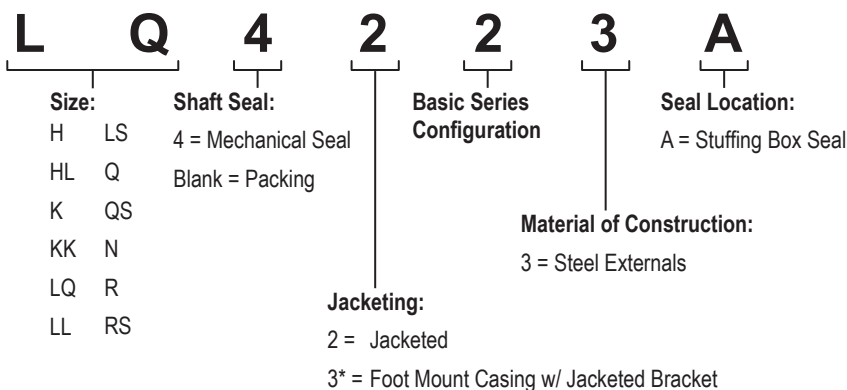 L Q 4 2 2 3 A
Size:
H LS
HL Q
K QS
KK N
LQ R
LL RS
Shaft Seal:
4 = Mechanical Seal
Blank = Packing
Basic Series
Configuration
Seal Location:
A = Stuffing Box Seal
Material of Construction:
3 = Steel Externals
Jacketing:
2 = Jacketed
3* = Foot Mount Casing w/ Jacketed Bracket